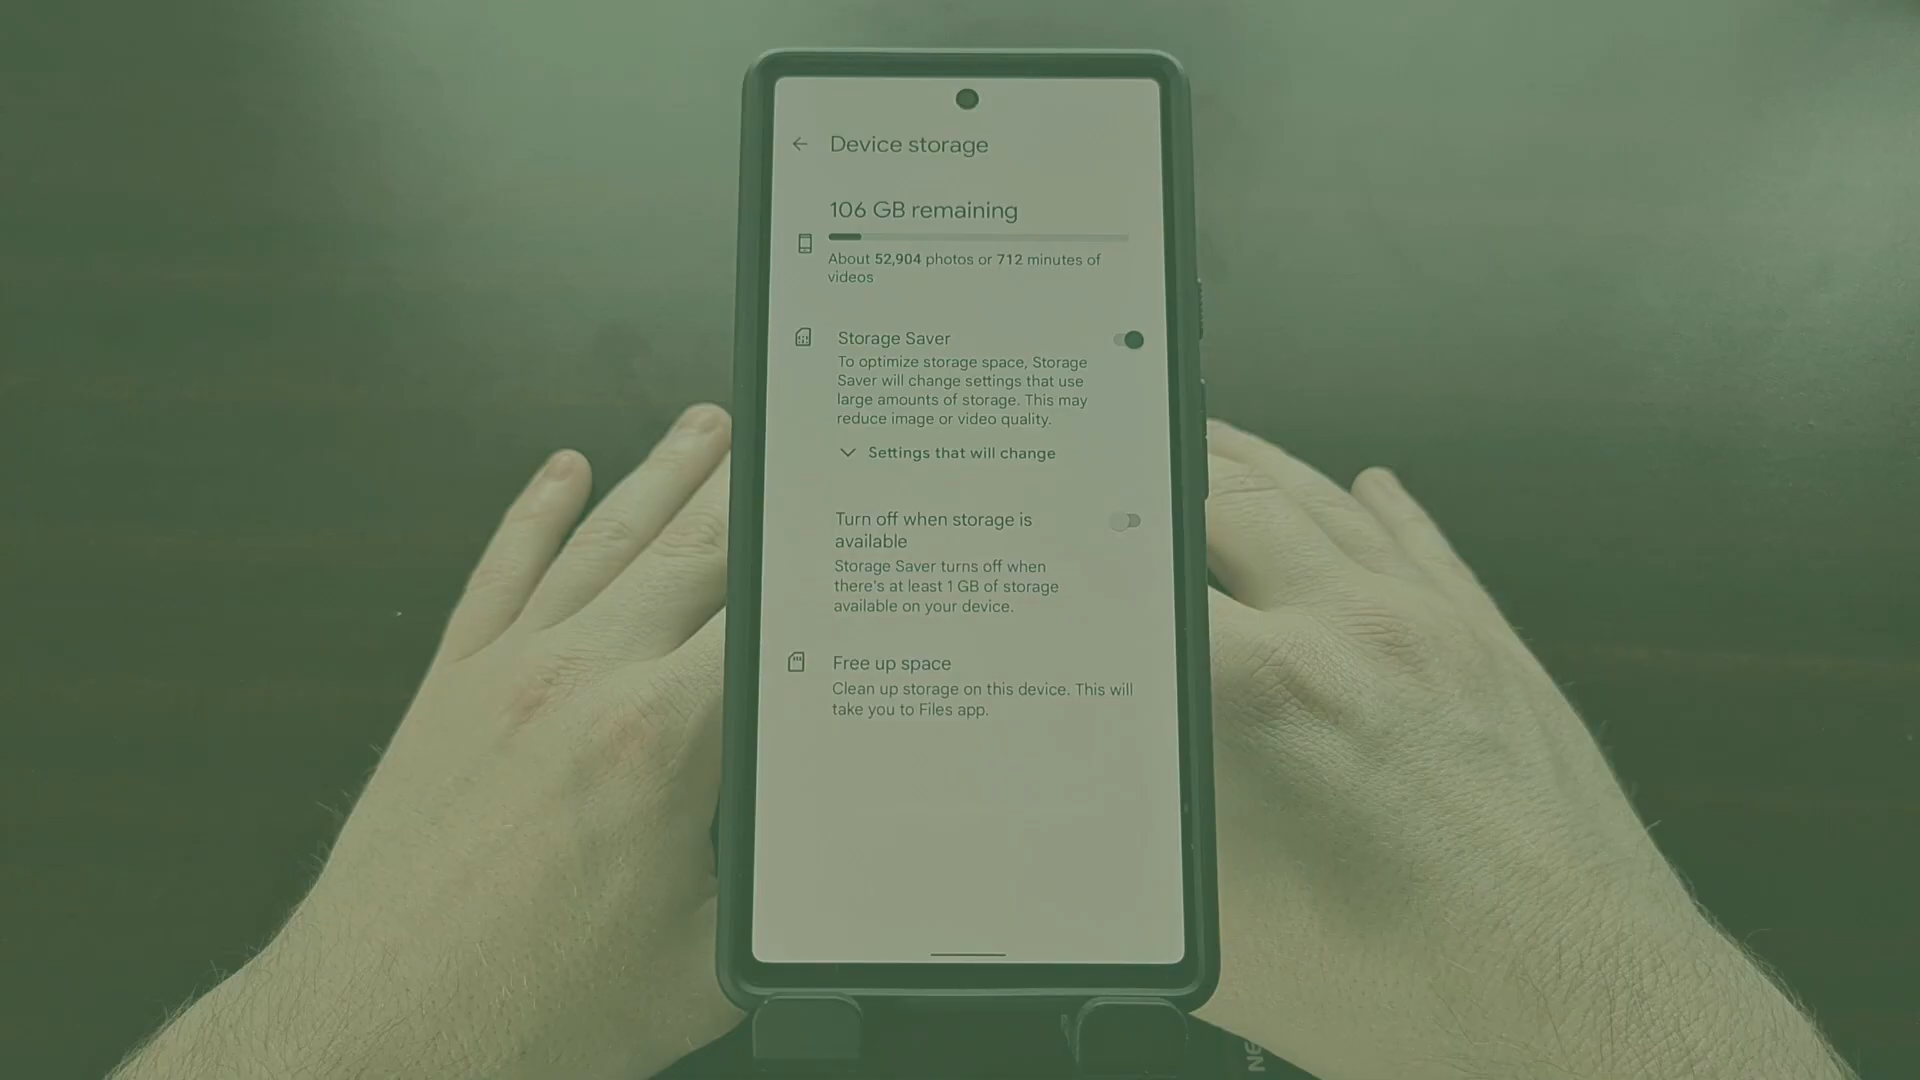 Device storage
106 GB remaining
About 52,904 photos or 712 minutes of
videos
Storage Saver
To optimize storage space, Storage
Saver will change settings that use
large amounts of storage. This may
reduce image or video quality.
Settings that will change
Turn off when storage is
available
Storage Saver turns off when
there's at least 1 GB of storage
available on your device.
Free up space
Clean up storage on this device. This will
take you to Files app.